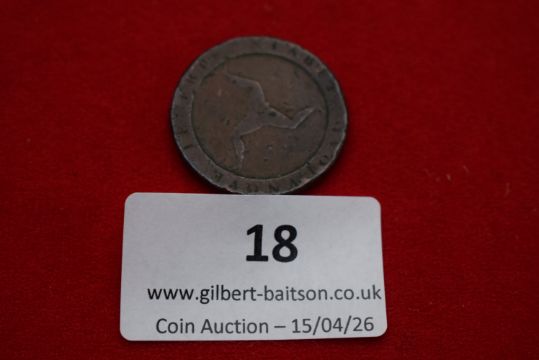 18
www.gilbert-baitson.co.uk
Coin Auction – 15/04/26